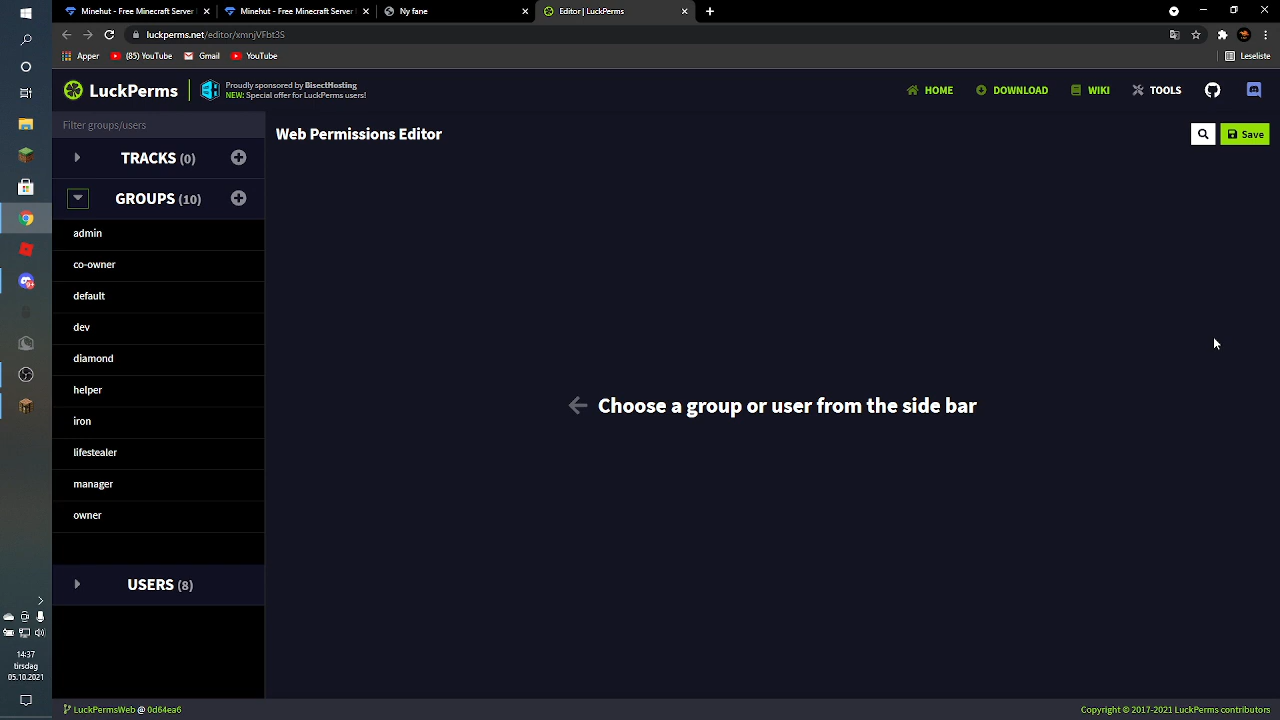 Minehut - Free Minecraft Server
Minehut - Free Minecraft Server
Ny fane
Editor | LuckPerms
luckperms.net/editor/xmnjVFbt3S
Apper
(85) YouTube
Gmail
YouTube
Leseliste
LuckPerms
Proudly sponsored by BisectHosting
NEW: Special offer for LuckPerms users!
HOME
DOWNLOAD
WIKI
TOOLS
Filter groups/users
Web Permissions Editor
Save
TRACKS (0)
GROUPS (10)
admin
co-owner
default
dev
diamond
helper
iron
lifestealer
manager
owner
Choose a group or user from the side bar
USERS (8)
14:37
tirsdag
05.10.2021
LuckPermsWeb @ 0d64ea6
Copyright © 2017-2021 LuckPerms contributors